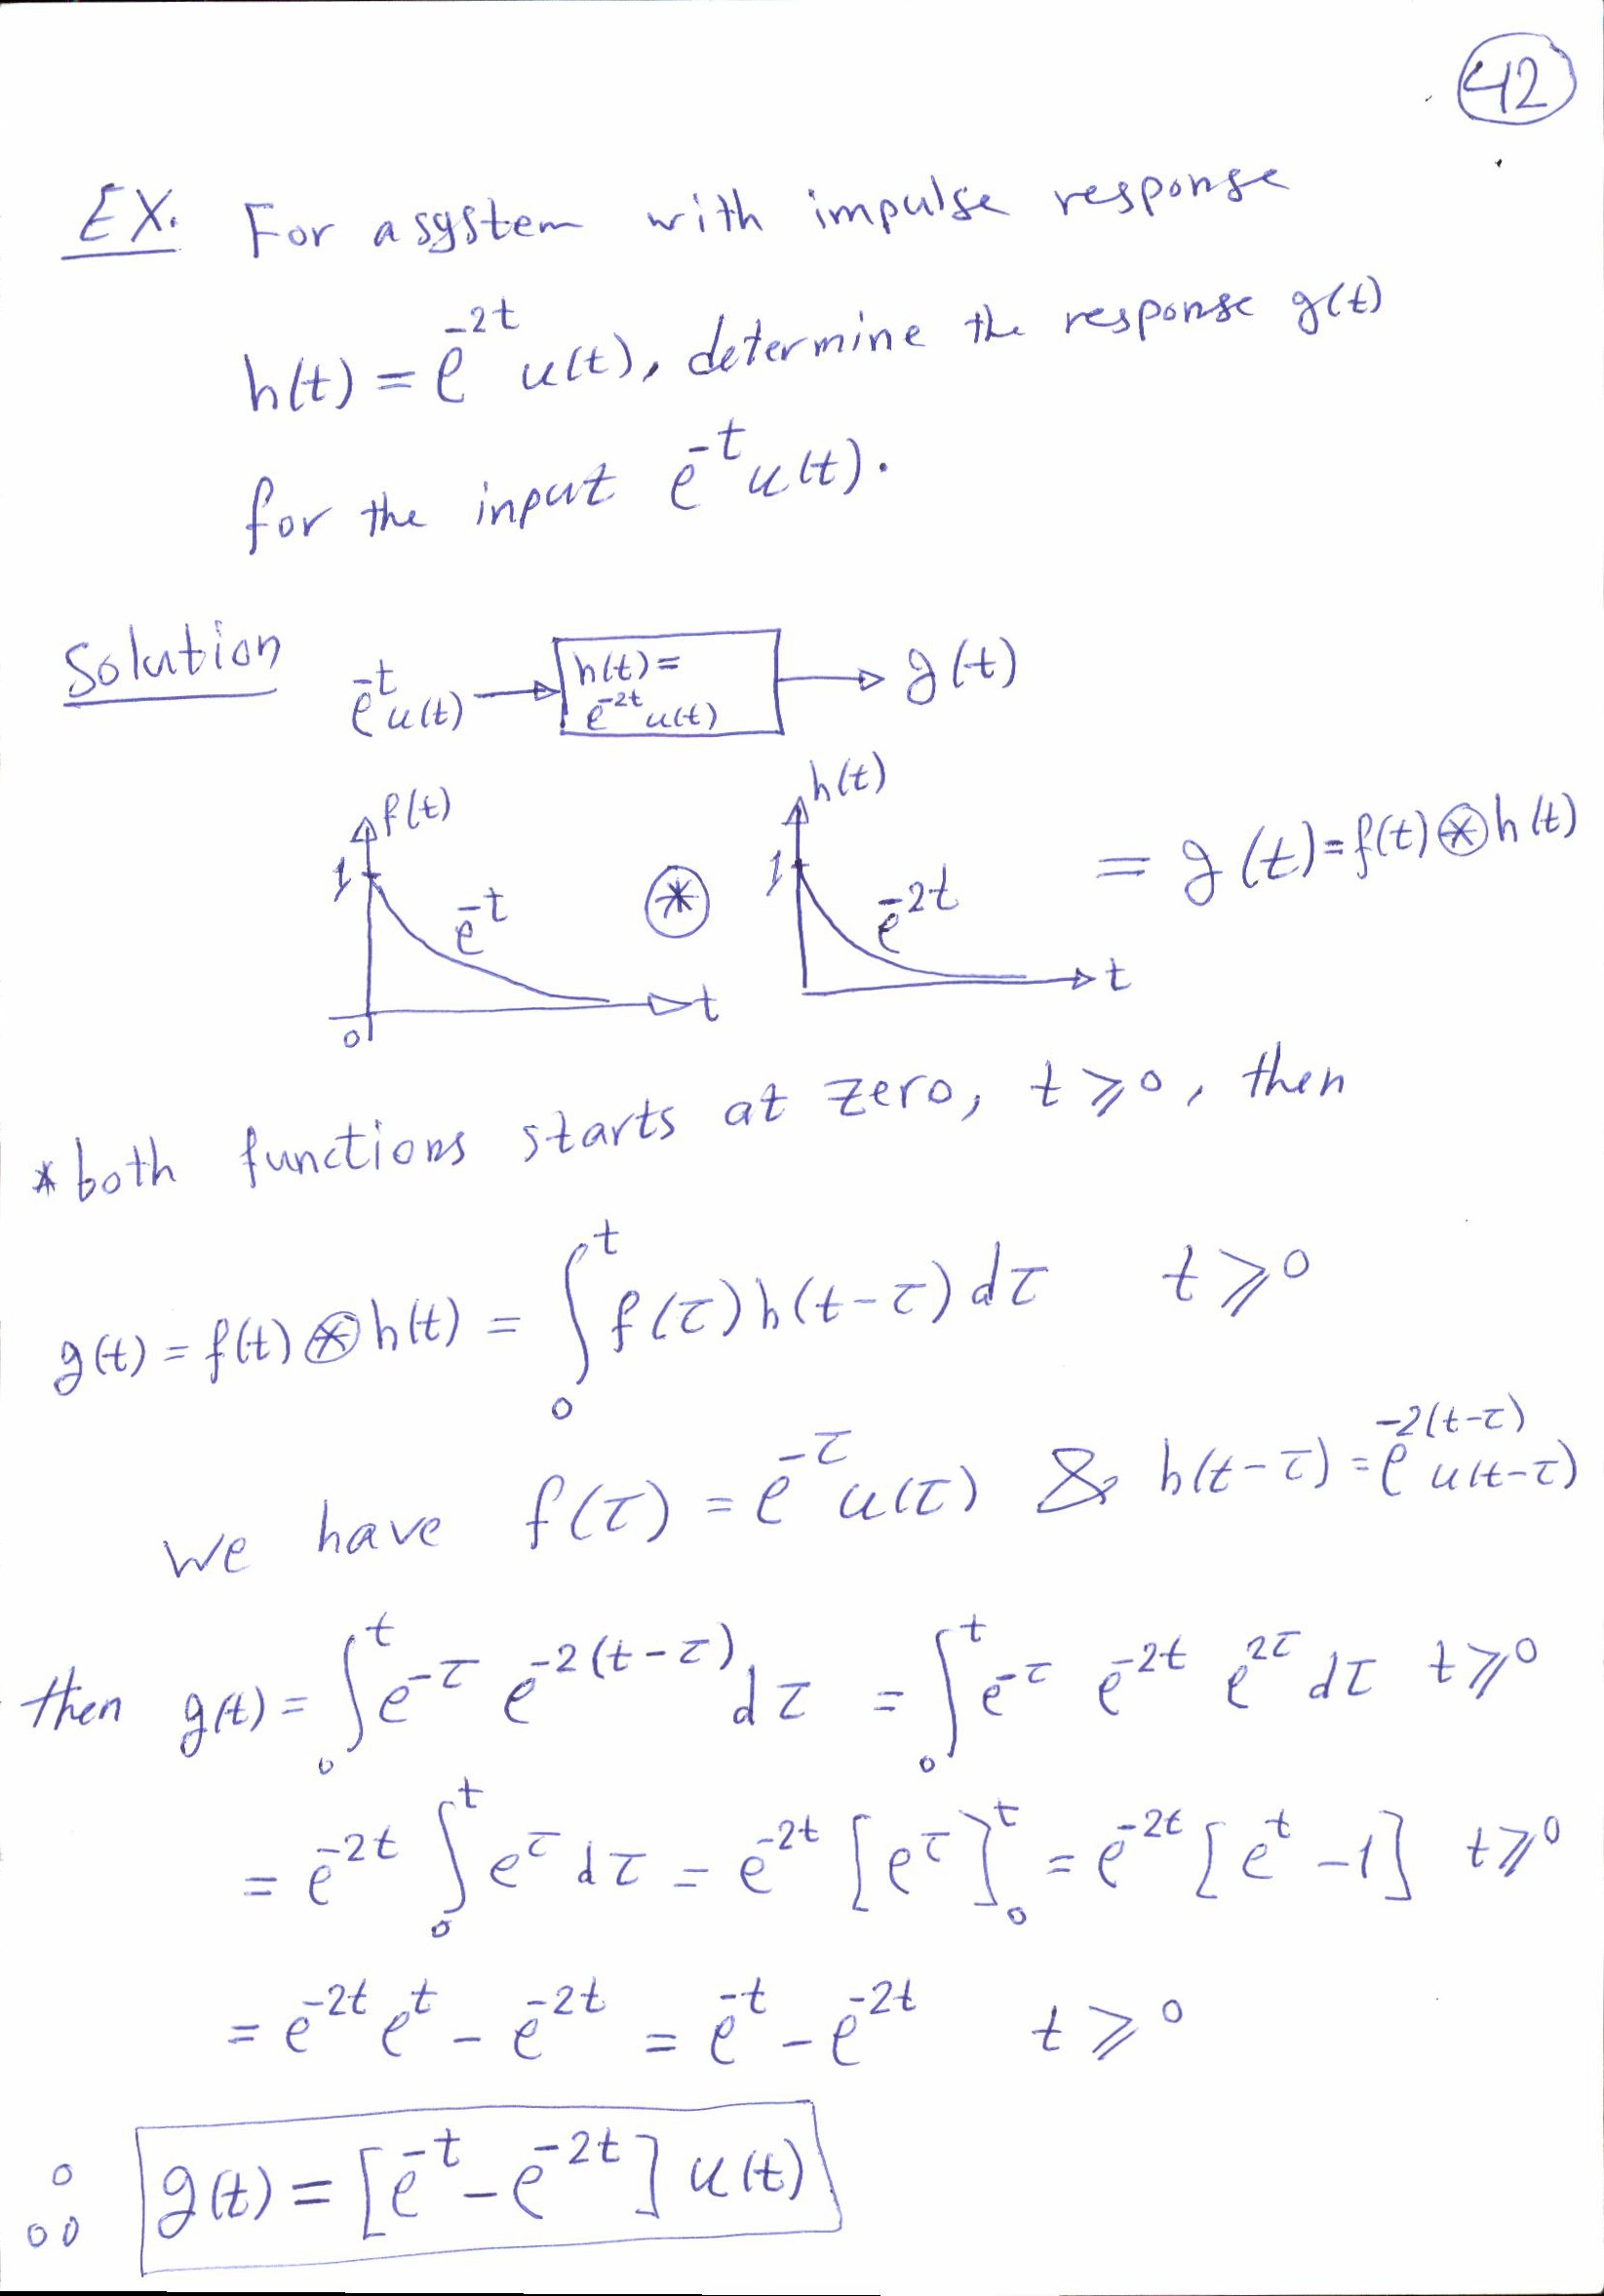 42
EX. For a system with impulse response
h(t) = e^{-2t} u(t), determine the response g(t)
for the input e^{-t} u(t).
Solution e^{-t} u(t) → h(t) = e^{-2t} u(t) → g(t)
f(t) 1 e^{-t} 0 t ⊛ h(t) 1 e^{-2t} t = g(t) = f(t) ⊛ h(t)
* both functions starts at zero, t ⩾ 0, then
g(t) = f(t) ⊛ h(t) = ∫_0^t f(τ) h(t-τ) dτ t ⩾ 0
we have f(τ) = e^{-τ} u(τ) & h(t-τ) = e^{-2(t-τ)} u(t-τ)
then g(t) = ∫_0^t e^{-τ} e^{-2(t-τ)} dτ = ∫_0^t e^{-τ} e^{-2t} e^{2τ} dτ t ⩾ 0
= e^{-2t} ∫_0^t e^{τ} dτ = e^{-2t} [e^{τ}]_0^t = e^{-2t} [e^{t} - 1] t ⩾ 0
= e^{-2t} e^{t} - e^{-2t} = e^{-t} - e^{-2t} t ⩾ 0
∴ g(t) = [e^{-t} - e^{-2t}] u(t)